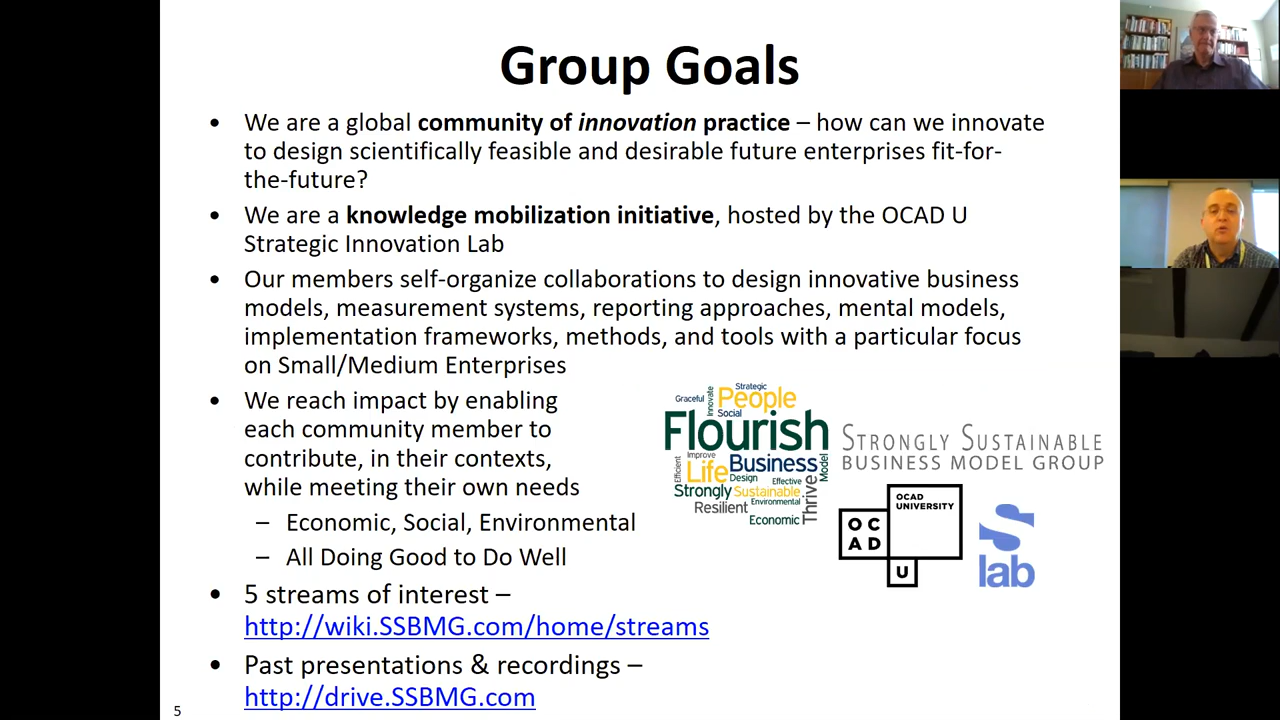 Group Goals
• We are a global community of innovation practice – how can we innovate
to design scientifically feasible and desirable future enterprises fit-for-
the-future?
• We are a knowledge mobilization initiative, hosted by the OCAD U
Strategic Innovation Lab
• Our members self-organize collaborations to design innovative business
models, measurement systems, reporting approaches, mental models,
implementation frameworks, methods, and tools with a particular focus
on Small/Medium Enterprises
• We reach impact by enabling
each community member to
contribute, in their contexts,
while meeting their own needs
– Economic, Social, Environmental
– All Doing Good to Do Well
• 5 streams of interest –
http://wiki.SSBMG.com/home/streams
• Past presentations & recordings –
http://drive.SSBMG.com
Strategic
Graceful
Innovate
People
Social
Flourish
Improve
Efficient
Life
Business
Model
Design
Effective
Strongly
Sustainable
Environmental
Resilient
Thrive
Economic
STRONGLY SUSTAINABLE
BUSINESS MODEL GROUP
OCAD
UNIVERSITY
OC
AD
U
S
lab
5